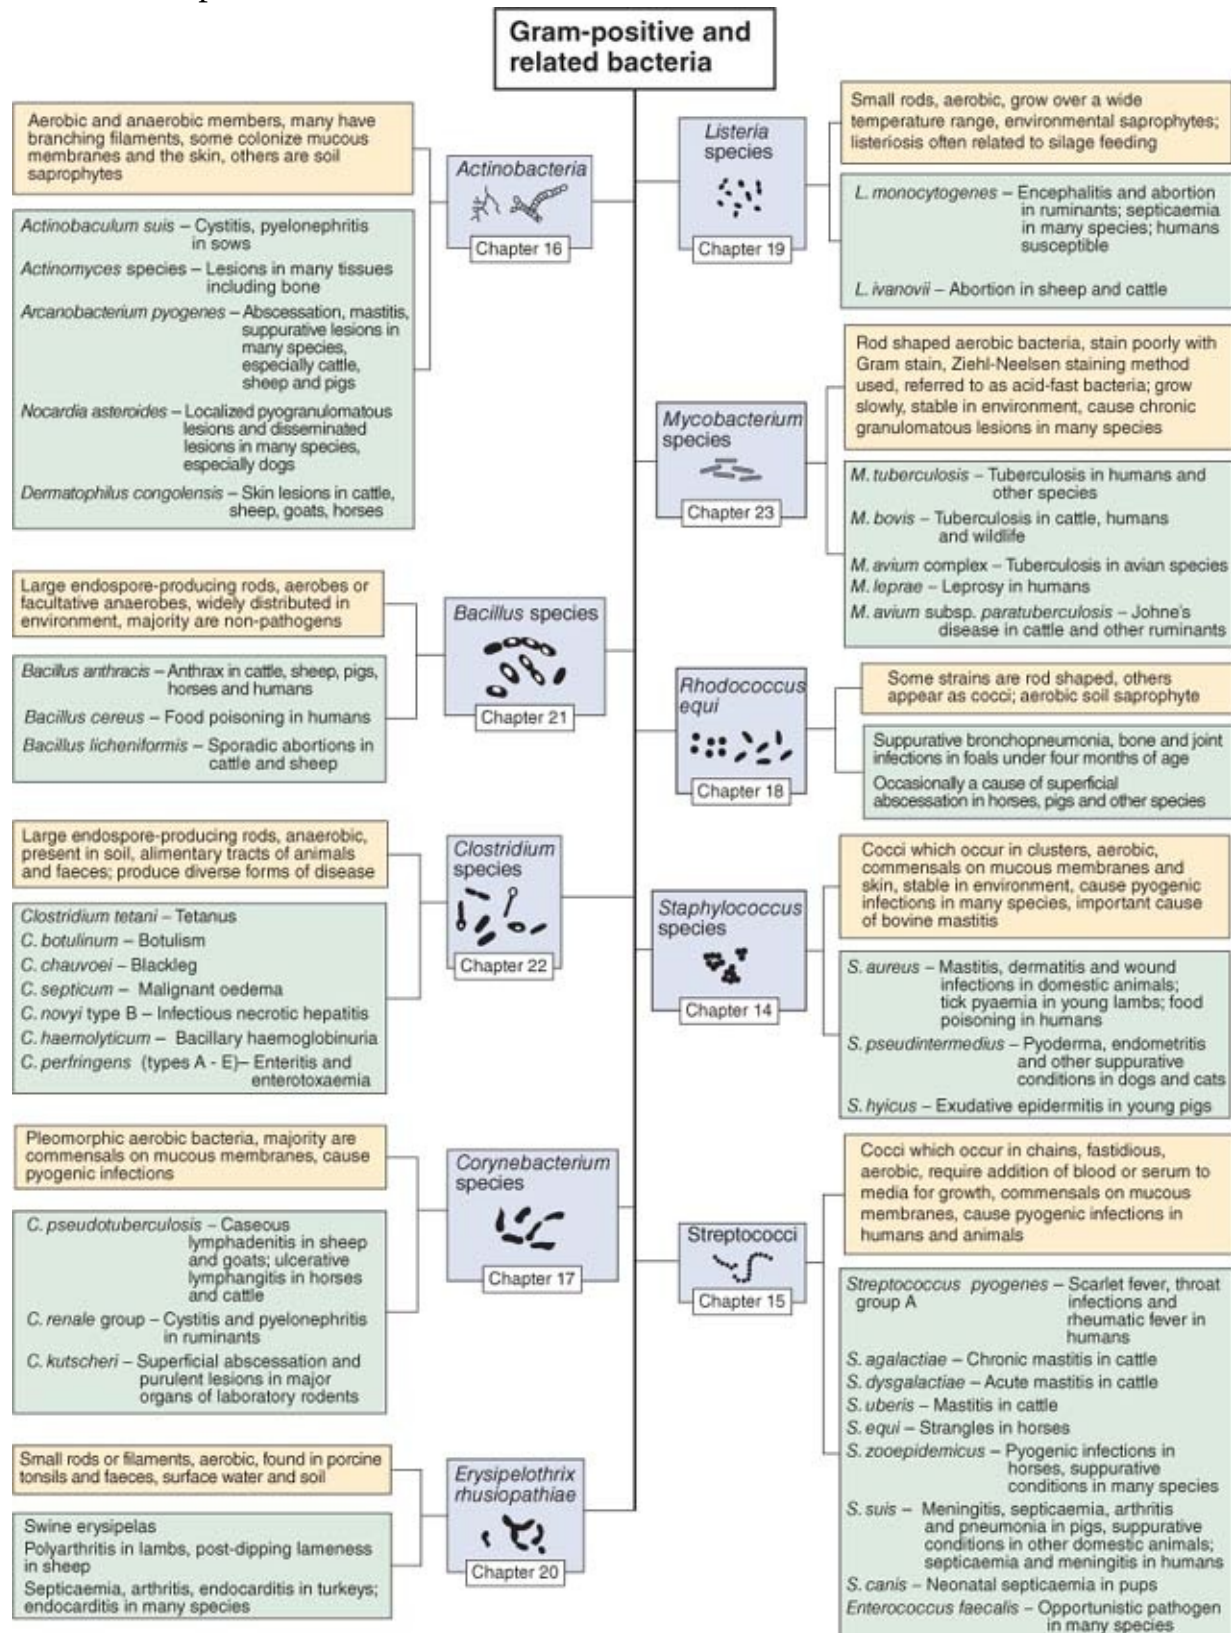 Gram-positive and
related bacteria
Aerobic and anaerobic members, many have
branching filaments, some colonize mucous
membranes and the skin, others are soil
saprophytes
Actinobacteria
Chapter 16
Actinobaculum suis – Cystitis, pyelonephritis
in sows
Actinomyces species – Lesions in many tissues
including bone
Arcanobacterium pyogenes – Abscessation, mastitis,
suppurative lesions in
many species,
especially cattle,
sheep and pigs
Nocardia asteroides – Localized pyogranulomatous
lesions and disseminated
lesions in many species,
especially dogs
Dermatophilus congolensis – Skin lesions in cattle,
sheep, goats, horses
Large endospore-producing rods, aerobes or
facultative anaerobes, widely distributed in
environment, majority are non-pathogens
Bacillus species
Chapter 21
Bacillus anthracis – Anthrax in cattle, sheep, pigs,
horses and humans
Bacillus cereus – Food poisoning in humans
Bacillus licheniformis – Sporadic abortions in
cattle and sheep
Large endospore-producing rods, anaerobic,
present in soil, alimentary tracts of animals
and faeces; produce diverse forms of disease
Clostridium
species
Chapter 22
Clostridium tetani – Tetanus
C. botulinum – Botulism
C. chauvoei – Blackleg
C. septicum – Malignant oedema
C. novyi type B – Infectious necrotic hepatitis
C. haemolyticum – Bacillary haemoglobinuria
C. perfringens (types A - E)– Enteritis and
enterotoxaemia
Pleomorphic aerobic bacteria, majority are
commensals on mucous membranes, cause
pyogenic infections
Corynebacterium
species
Chapter 17
C. pseudotuberculosis – Caseous
lymphadenitis in sheep
and goats; ulcerative
lymphangitis in horses
and cattle
C. renale group – Cystitis and pyelonephritis
in ruminants
C. kutscheri – Superficial abscessation and
purulent lesions in major
organs of laboratory rodents
Small rods or filaments, aerobic, found in porcine
tonsils and faeces, surface water and soil
Erysipelothrix
rhusiopathiae
Chapter 20
Swine erysipelas
Polyarthritis in lambs, post-dipping lameness
in sheep
Septicaemia, arthritis, endocarditis in turkeys;
endocarditis in many species
Listeria
species
Chapter 19
Small rods, aerobic, grow over a wide
temperature range, environmental saprophytes;
listeriosis often related to silage feeding
L. monocytogenes – Encephalitis and abortion
in ruminants; septicaemia
in many species; humans
susceptible
L. ivanovii – Abortion in sheep and cattle
Mycobacterium
species
Chapter 23
Rod shaped aerobic bacteria, stain poorly with
Gram stain, Ziehl-Neelsen staining method
used, referred to as acid-fast bacteria; grow
slowly, stable in environment, cause chronic
granulomatous lesions in many species
M. tuberculosis – Tuberculosis in humans and
other species
M. bovis – Tuberculosis in cattle, humans
and wildlife
M. avium complex – Tuberculosis in avian species
M. leprae – Leprosy in humans
M. avium subsp. paratuberculosis – Johne's
disease in cattle and other ruminants
Rhodococcus
equi
Chapter 18
Some strains are rod shaped, others
appear as cocci; aerobic soil saprophyte
Suppurative bronchopneumonia, bone and joint
infections in foals under four months of age
Occasionally a cause of superficial
abscessation in horses, pigs and other species
Staphylococcus
species
Chapter 14
Cocci which occur in clusters, aerobic,
commensals on mucous membranes and
skin, stable in environment, cause pyogenic
infections in many species, important cause
of bovine mastitis
S. aureus – Mastitis, dermatitis and wound
infections in domestic animals;
tick pyaemia in young lambs; food
poisoning in humans
S. pseudintermedius – Pyoderma, endometritis
and other suppurative
conditions in dogs and cats
S. hyicus – Exudative epidermitis in young pigs
Streptococci
Chapter 15
Cocci which occur in chains, fastidious,
aerobic, require addition of blood or serum to
media for growth, commensals on mucous
membranes, cause pyogenic infections in
humans and animals
Streptococcus pyogenes – Scarlet fever, throat
group A infections and
rheumatic fever in
humans
S. agalactiae – Chronic mastitis in cattle
S. dysgalactiae – Acute mastitis in cattle
S. uberis – Mastitis in cattle
S. equi – Strangles in horses
S. zooepidemicus – Pyogenic infections in
horses, suppurative
conditions in many species
S. suis – Meningitis, septicaemia, arthritis
and pneumonia in pigs, suppurative
conditions in other domestic animals;
septicaemia and meningitis in humans
S. canis – Neonatal septicaemia in pups
Enterococcus faecalis – Opportunistic pathogen
in many species